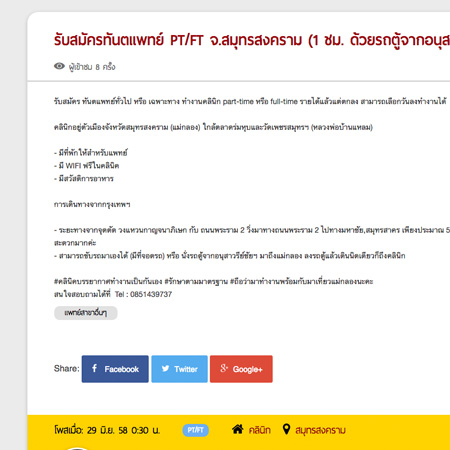 รับสมัครทันตแพทย์ PT/FT จ.สมุทรสงคราม (1 ชม. ด้วยรถตู้จากอนุส
ผู้เข้าชม 8 ครั้ง
รับสมัคร ทันตแพทย์ทั่วไป หรือ เฉพาะทาง ทำงานคลินิก part-time หรือ full-time รายได้แล้วแต่ตกลง สามารถเลือกวันลงทำงานได้
คลินิกอยู่ตัวเมืองจังหวัดสมุทรสงคราม (แม่กลอง) ใกล้ตลาดร่มหุบและวัดเพชรสมุทรฯ (หลวงพ่อบ้านแหลม)
- มีที่พักให้สำหรับแพทย์
- มี WIFI ฟรีในคลินิค
- มีสวัสดิการอาหาร
การเดินทางจากกรุงเทพฯ
- ระยะทางจากจุดตัด วงแหวนกาญจนาภิเษก กับ ถนนพระราม 2 วิ่งมาทางถนนพระราม 2 ไปทางมหาชัย,สมุทรสาคร เพียงประมาณ 5
สะดวกมากค่ะ
- สามารถขับรถมาเองได้ (มีที่จอดรถ) หรือ นั่งรถตู้จากอนุสาวรีย์ชัยฯ มาถึงแม่กลอง ลงรถตู้แล้วเดินนิดเดียวก็ถึงคลินิก
#คลินิคบรรยากาศทำงานเป็นกันเอง #รักษาตามมาตรฐาน #ถือว่ามาทำงานพร้อมกับมาเที่ยวแม่กลองนะคะ
สนใจสอบถามได้ที่ Tel : 0851439737
แพทย์สาขาอื่นๆ
Share: Facebook Twitter Google+
โพสเมื่อ: 29 มิ.ย. 58 0:30 น. PT/FT คลินิก สมุทรสงคราม